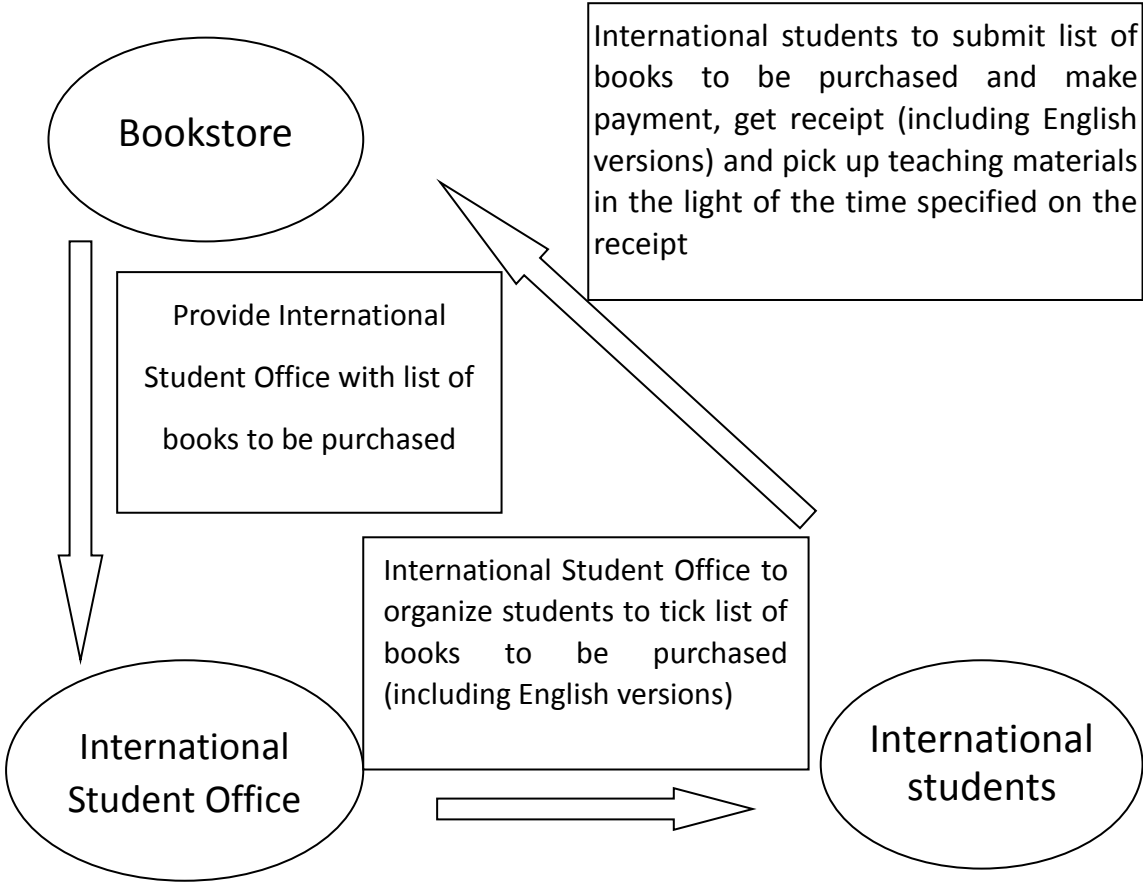 Bookstore
International students to submit list of
books to be purchased and make
payment, get receipt (including English
versions) and pick up teaching materials
in the light of the time specified on the
receipt
Provide International
Student Office with list of
books to be purchased
International Student Office to
organize students to tick list of
books to be purchased
(including English versions)
International
Student Office
International
students